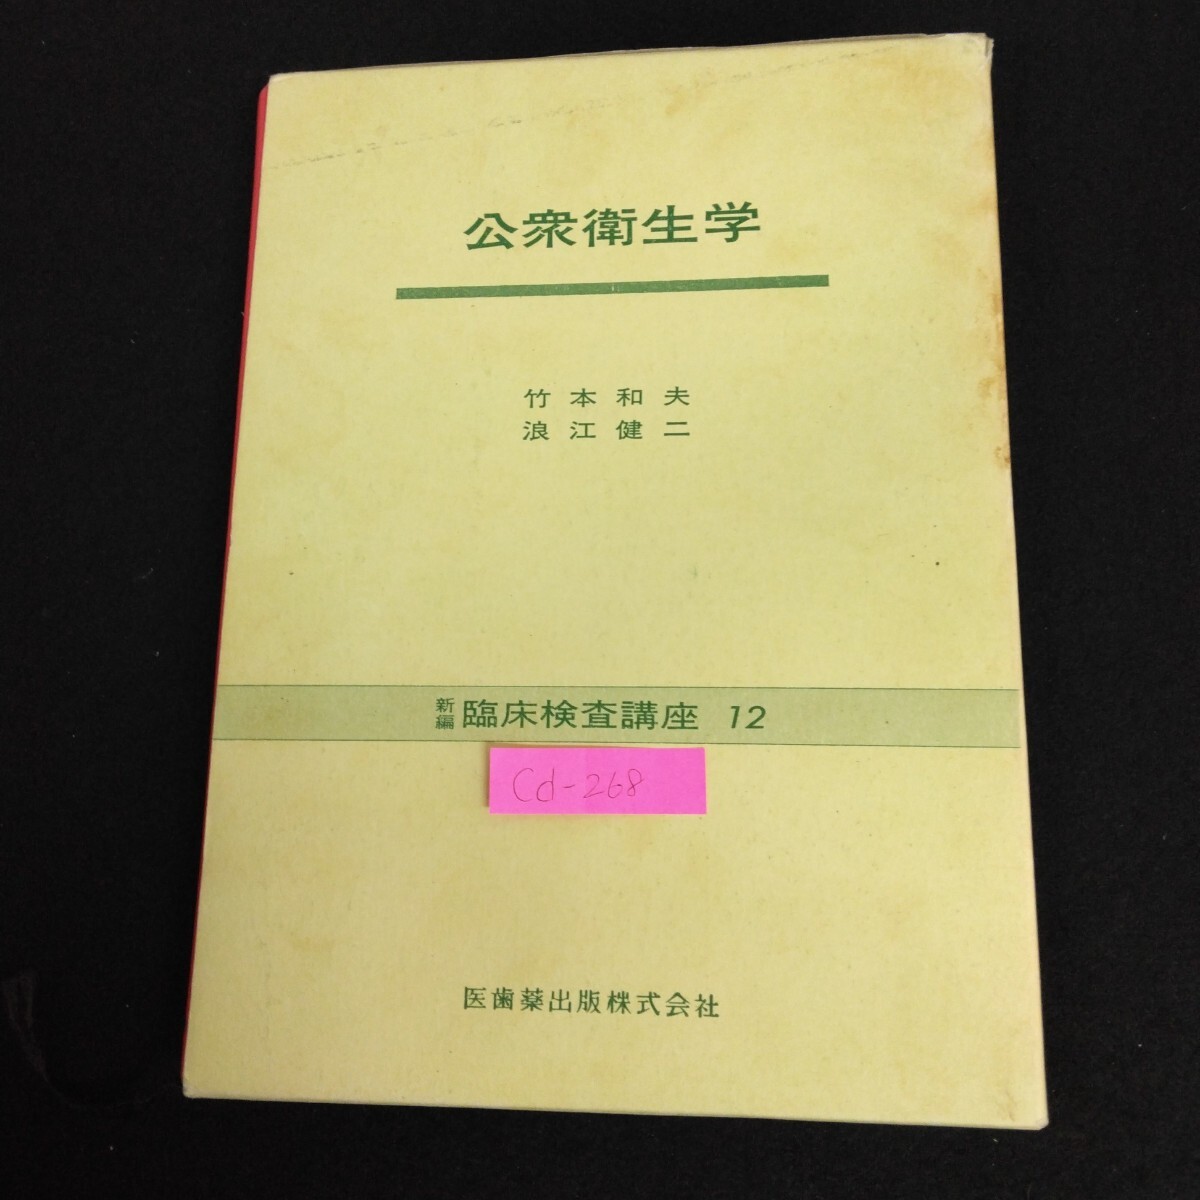 公衆衛生学
竹本和夫
浪江健二
新編 臨床検査講座 12
Cd-268
医歯薬出版株式会社